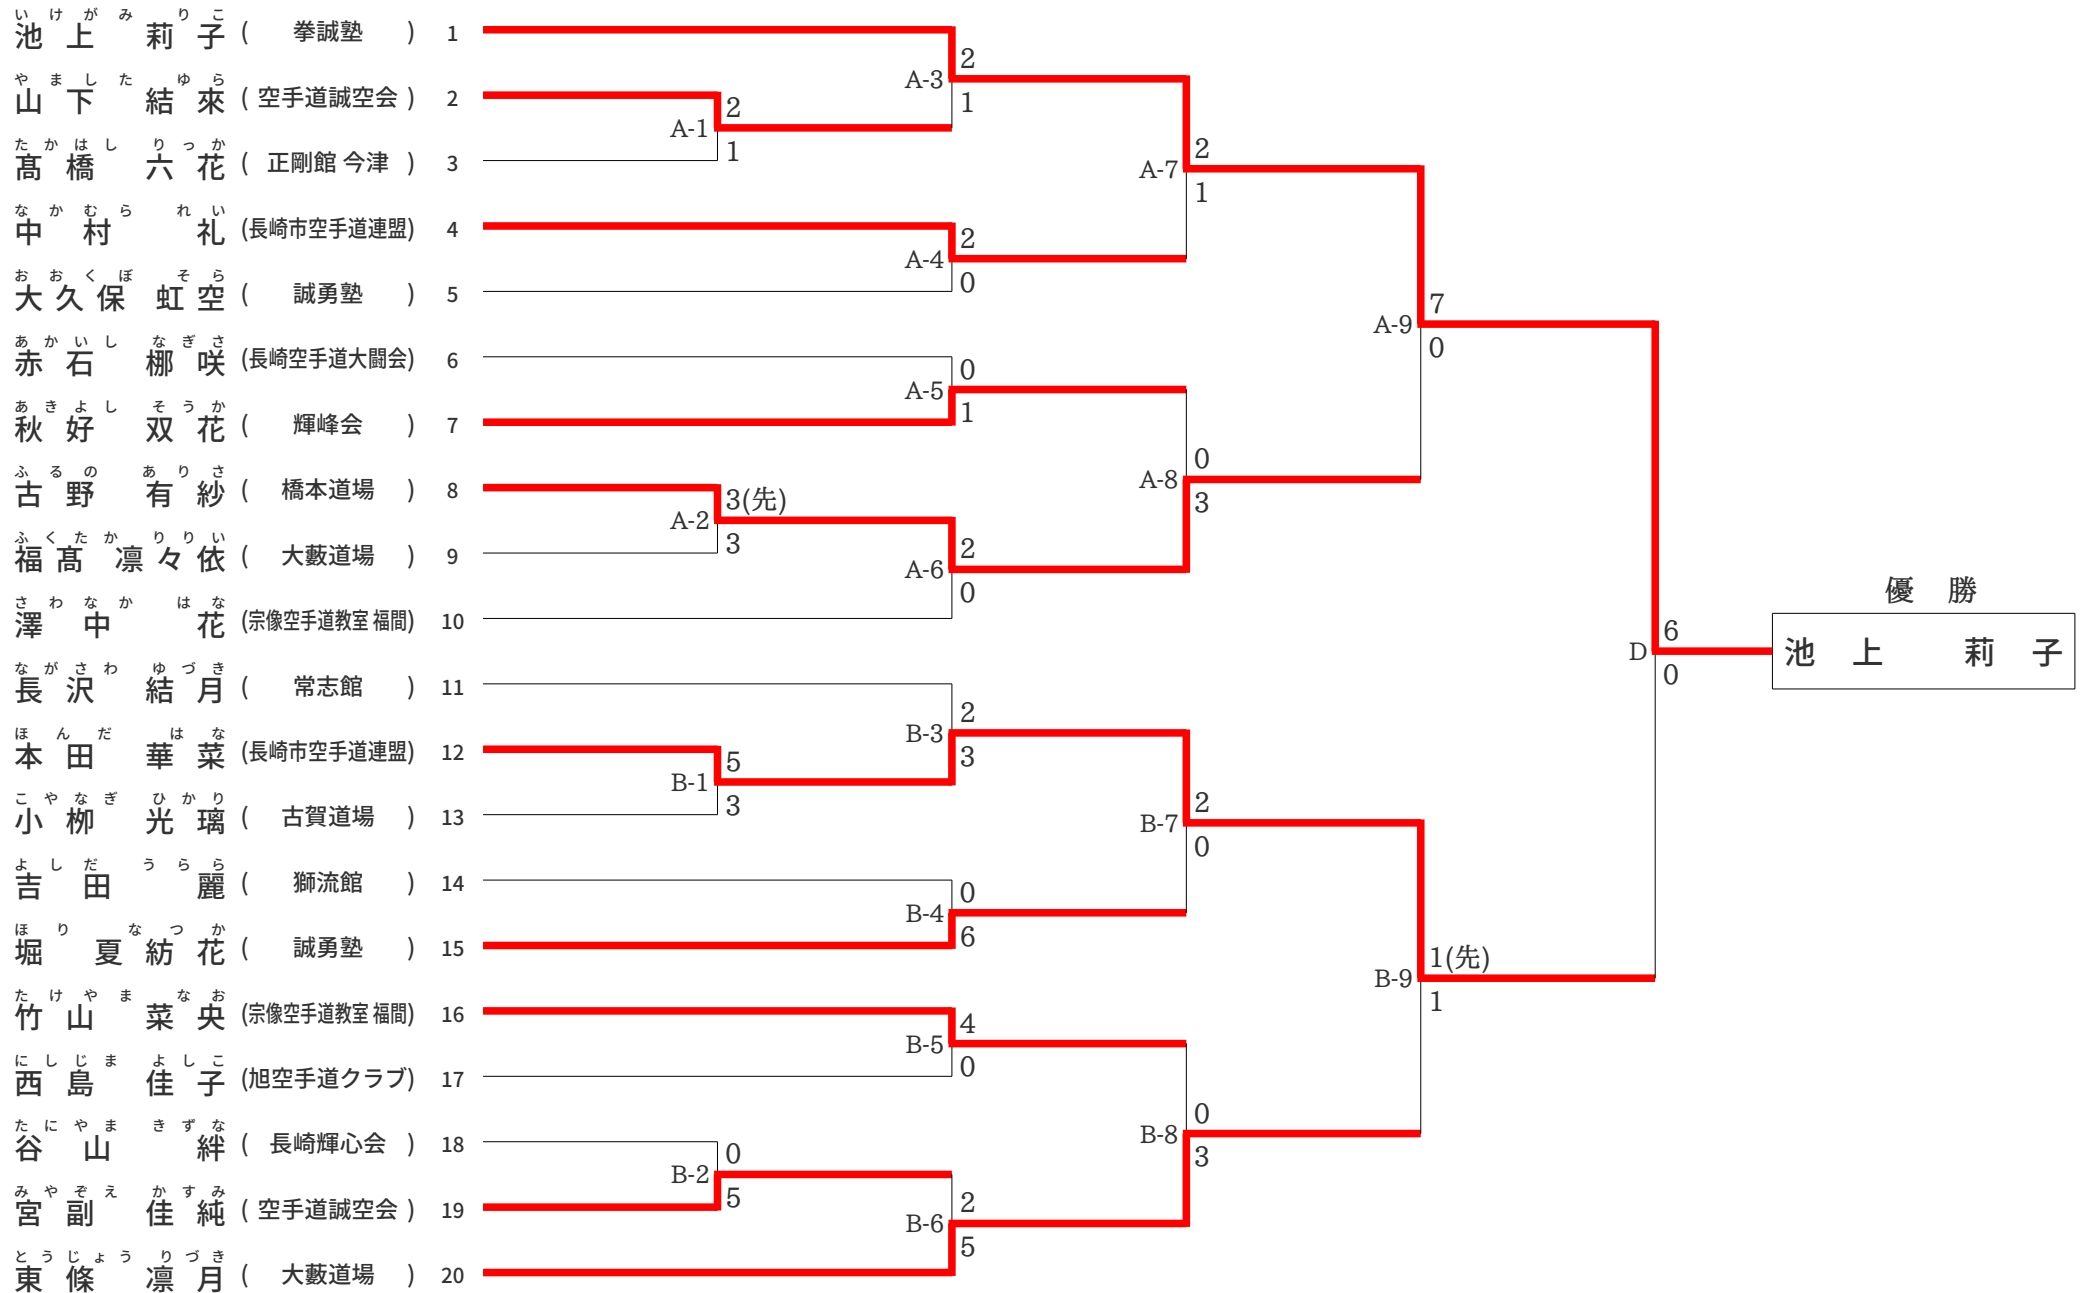 いけがみ りこ
池上 莉子 ( 拳誠塾 ) 1
やました ゆら
山下 結來 ( 空手道誠空会 ) 2
たかはし りっか
髙橋 六花 ( 正剛館 今津 ) 3
なかむら れい
中村 礼 (長崎市空手道連盟) 4
おおくぼ そら
大久保 虹空 ( 誠勇塾 ) 5
あかいし なぎさ
赤石 梛咲 (長崎空手道大闘会) 6
あきよし そうか
秋好 双花 ( 輝峰会 ) 7
ふるの ありさ
古野 有紗 ( 橋本道場 ) 8
ふくたか りりい
福髙 凛々依 ( 大藪道場 ) 9
さわなか はな
澤中 花 (宗像空手道教室 福間) 10
ながさわ ゆづき
長沢 結月 ( 常志館 ) 11
ほんだ はな
本田 華菜 (長崎市空手道連盟) 12
こやなぎ ひかり
小栁 光璃 ( 古賀道場 ) 13
よしだ うらら
吉田 麗 ( 獅流館 ) 14
ほり なつか
堀 夏紡花 ( 誠勇塾 ) 15
たけやま なお
竹山 菜央 (宗像空手道教室 福間) 16
にしじま よしこ
西島 佳子 (旭空手道クラブ) 17
たにやま きずな
谷山 絆 ( 長崎輝心会 ) 18
みやぞえ かすみ
宮副 佳純 ( 空手道誠空会 ) 19
とうじょう りづき
東條 凛月 ( 大藪道場 ) 20
A-1 2 1
A-2 3(先) 3
B-1 5 3
B-2 0 5
A-3 2 1
A-4 2 0
A-5 0 1
A-6 2 0
B-3 2 3
B-4 0 6
B-5 4 0
B-6 2 5
A-7 2 1
A-8 0 3
B-7 2 0
B-8 0 3
A-9 7 0
B-9 1(先) 1
D 6 0
優 勝
池上 莉子